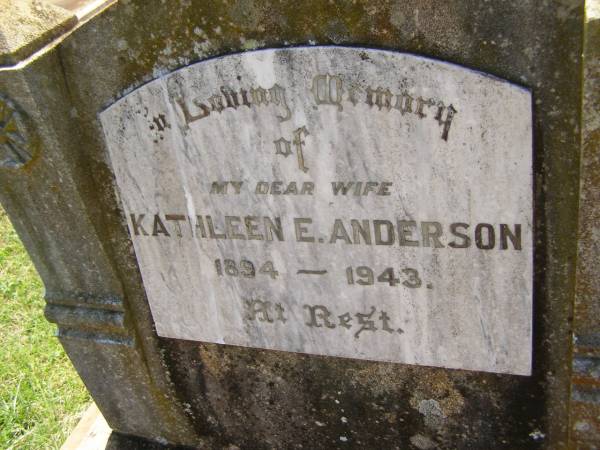 In Loving Memory
of
MY DEAR WIFE
KATHLEEN E. ANDERSON
1894 — 1943.
At Rest.